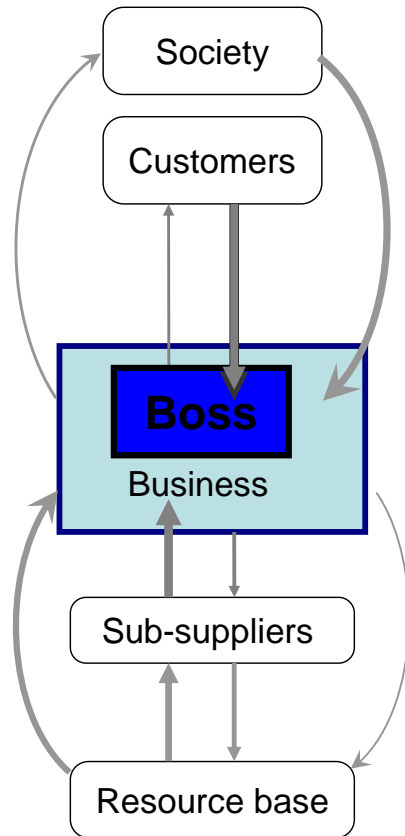 Society
Customers
Boss
Business
Sub-suppliers
Resource base